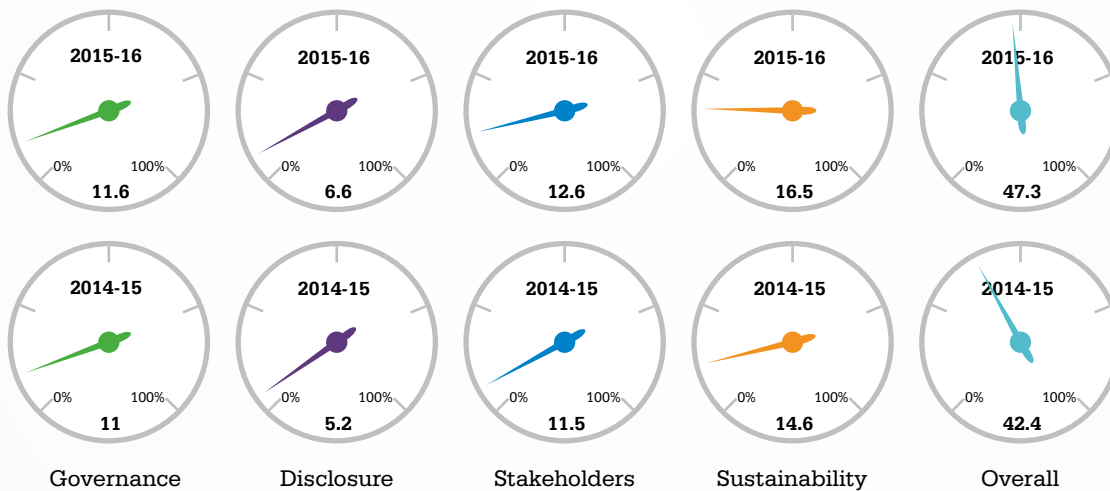 2015-16 2015-16 2015-16 2015-16 2015-16
0% 100% 0% 100% 0% 100% 0% 100% 0% 100%
11.6 6.6 12.6 16.5 47.3
2014-15 2014-15 2014-15 2014-15 2014-15
0% 100% 0% 100% 0% 100% 0% 100% 0% 100%
11 5.2 11.5 14.6 42.4
Governance Disclosure Stakeholders Sustainability Overall